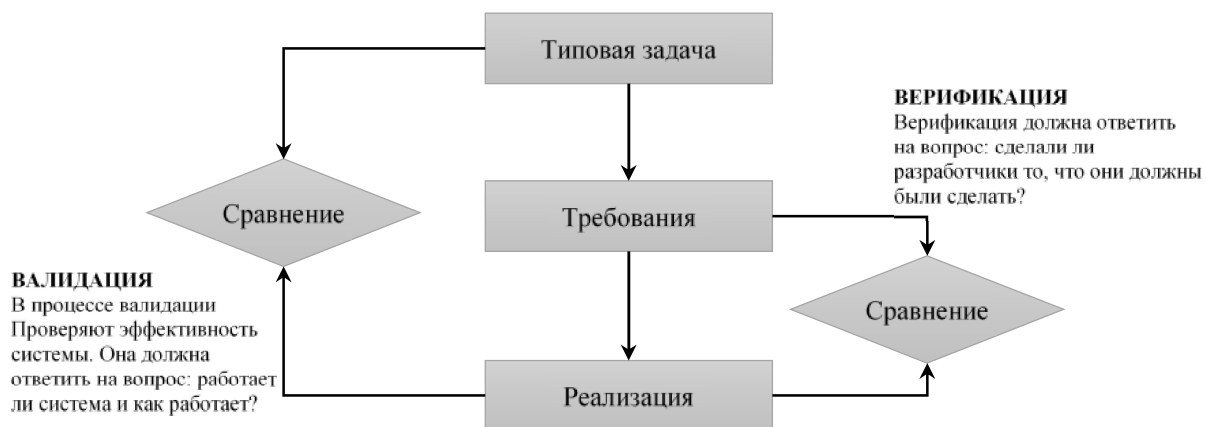 Типовая задача
ВЕРИФИКАЦИЯ
Верификация должна ответить
на вопрос: сделали ли
разработчики то, что они должны
были сделать?
Сравнение
Требования
ВАЛИДАЦИЯ
В процессе валидации
Проверяют эффективность
системы. Она должна
ответить на вопрос: работает
ли система и как работает?
Сравнение
Реализация